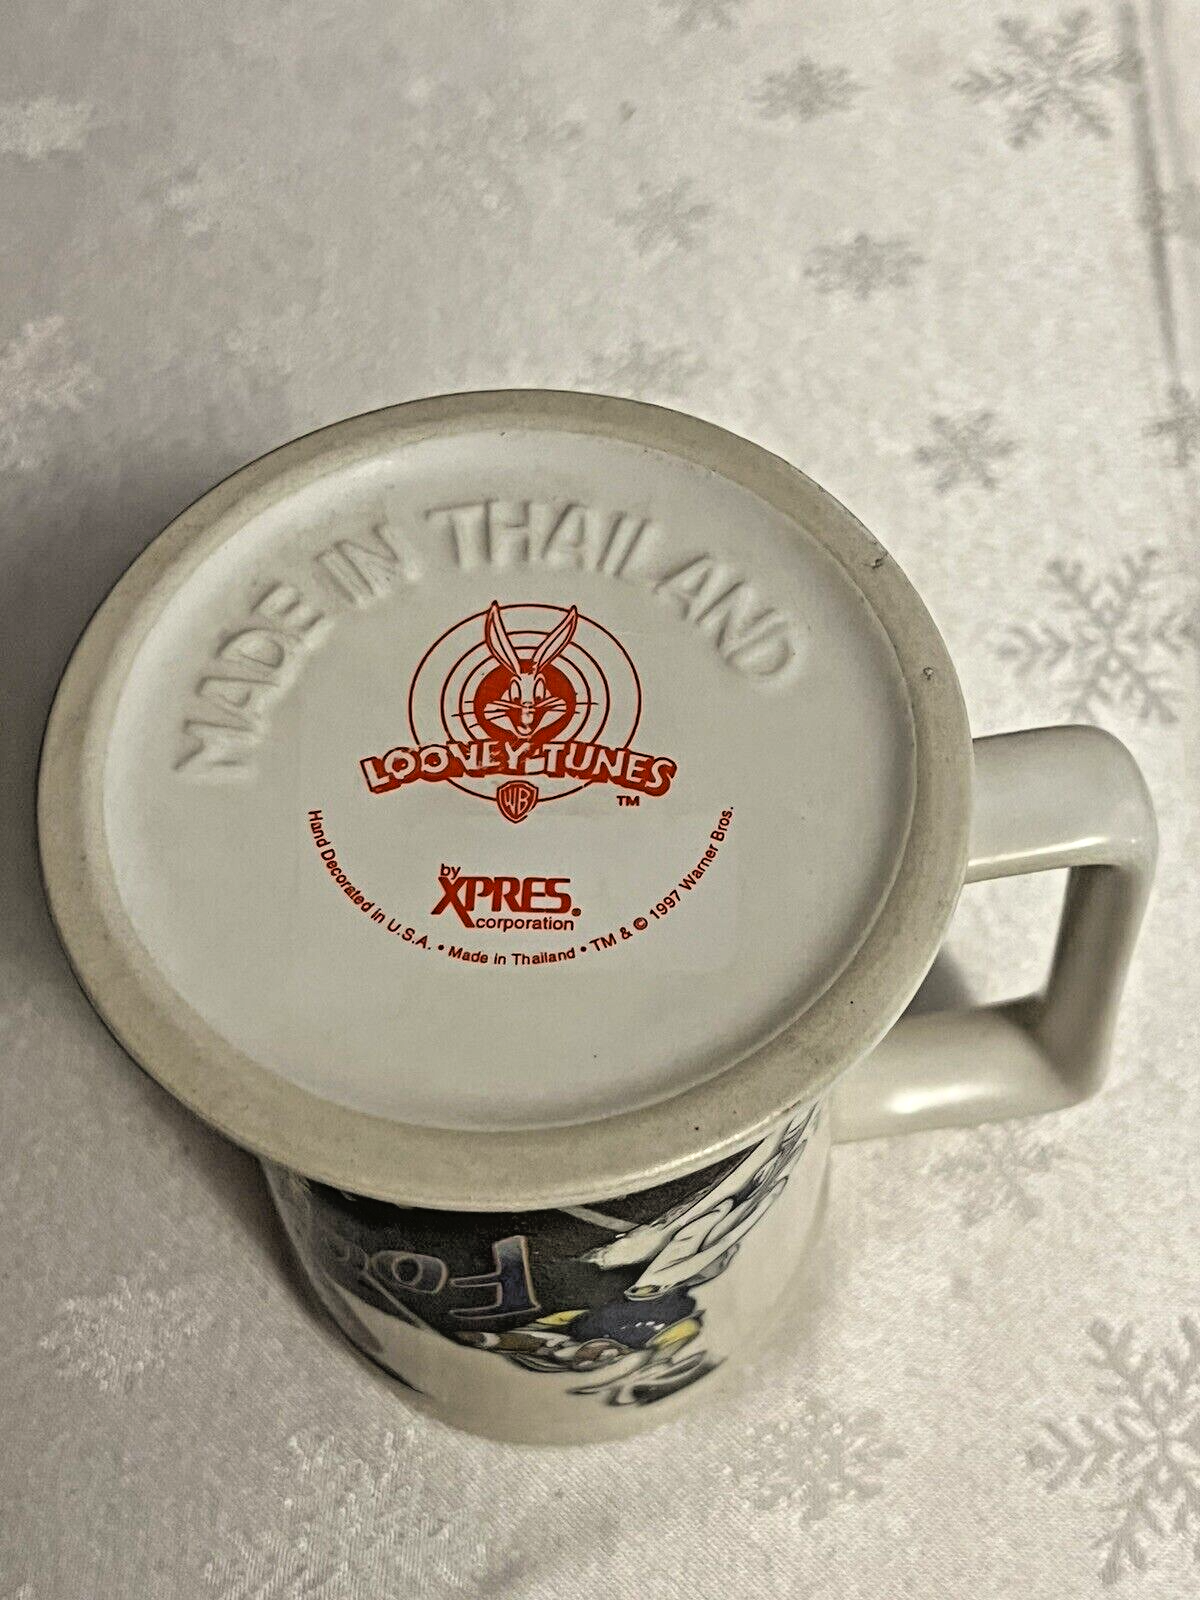 MADE IN THAILAND
LOONEY TUNES
WB
TM
by
XPRES®
corporation
Hand Decorated in U.S.A. • Made in Thailand • TM & © 1997 Warner Bros.